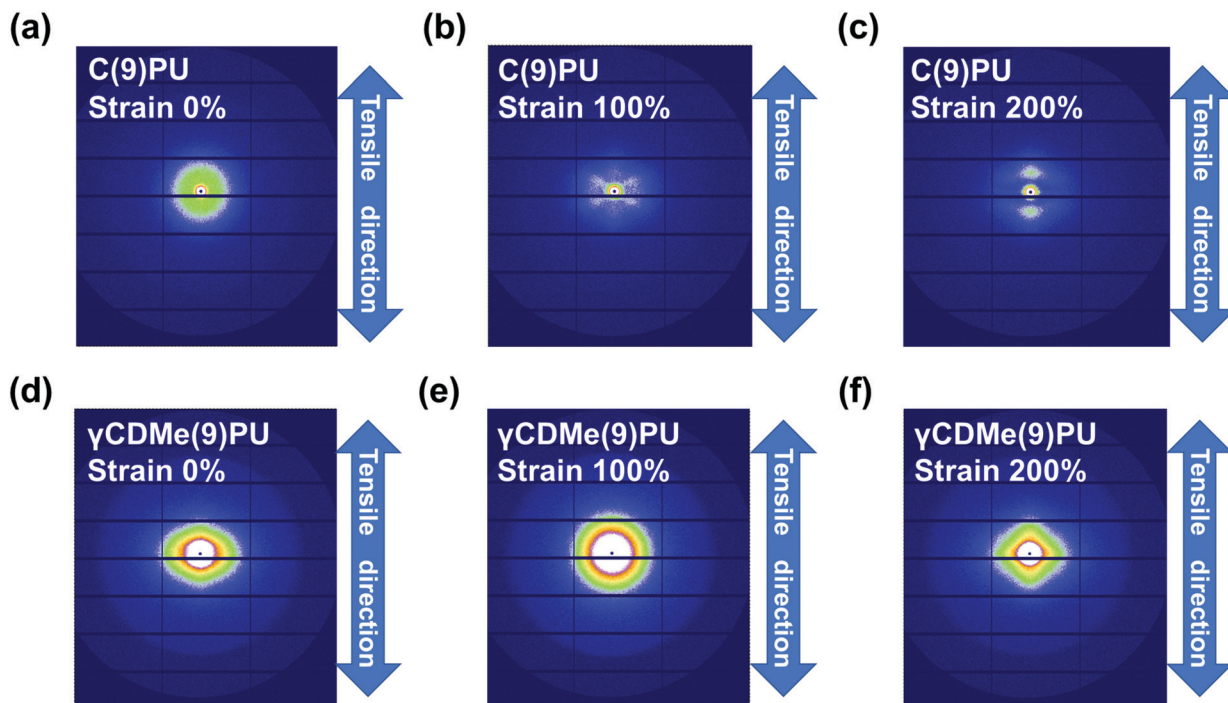 (a)
C(9)PU
Strain 0%
Tensile direction
(b)
C(9)PU
Strain 100%
Tensile direction
(c)
C(9)PU
Strain 200%
Tensile direction
(d)
γCDMe(9)PU
Strain 0%
Tensile direction
(e)
γCDMe(9)PU
Strain 100%
Tensile direction
(f)
γCDMe(9)PU
Strain 200%
Tensile direction